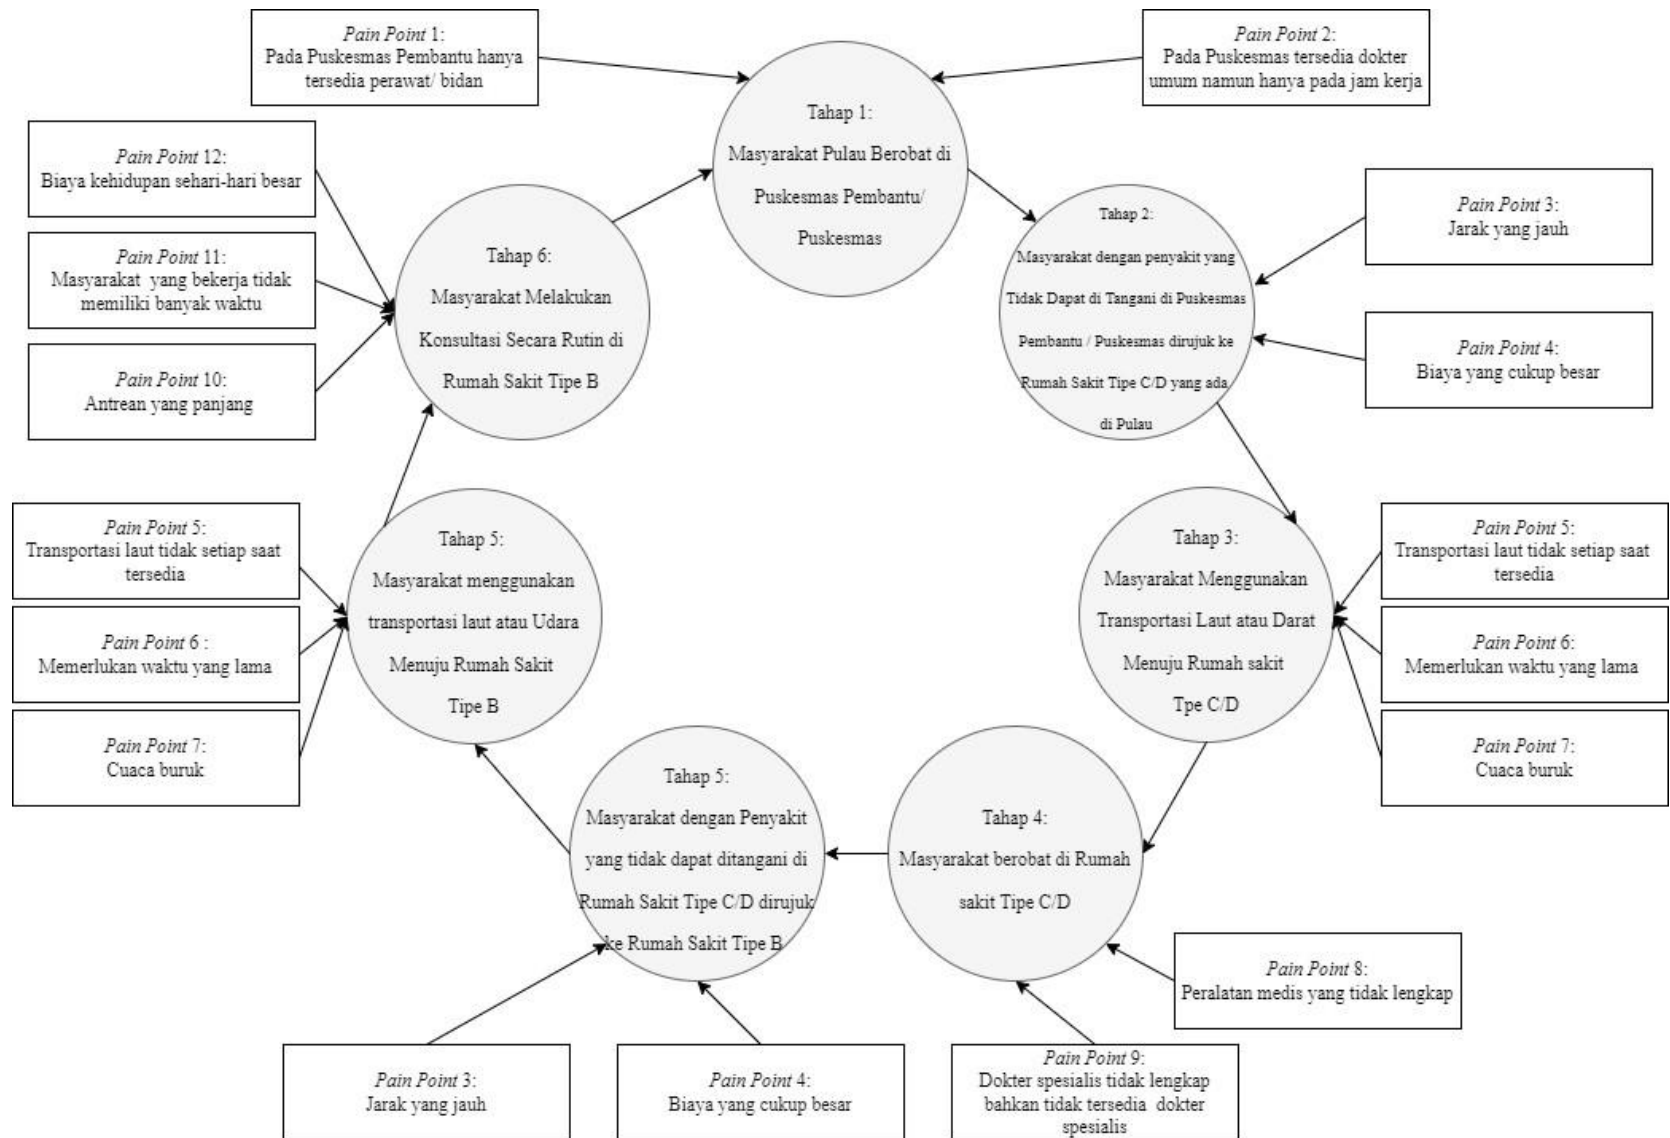 Pain Point 1:
Pada Puskesmas Pembantu hanya
tersedia perawat/ bidan
Pain Point 2:
Pada Puskesmas tersedia dokter
umum namun hanya pada jam kerja
Tahap 1:
Masyarakat Pulau Berobat di
Puskesmas Pembantu/
Puskesmas
Pain Point 12:
Biaya kehidupan sehari-hari besar
Pain Point 11:
Masyarakat yang bekerja tidak
memiliki banyak waktu
Pain Point 10:
Antrean yang panjang
Tahap 6:
Masyarakat Melakukan
Konsultasi Secara Rutin di
Rumah Sakit Tipe B
Tahap 2:
Masyarakat dengan penyakit yang
Tidak Dapat di Tangani di Puskesmas
Pembantu / Puskesmas dirujuk ke
Rumah Sakit Tipe C/D yang ada
di Pulau
Pain Point 3:
Jarak yang jauh
Pain Point 4:
Biaya yang cukup besar
Pain Point 5:
Transportasi laut tidak setiap saat
tersedia
Pain Point 6 :
Memerlukan waktu yang lama
Pain Point 7:
Cuaca buruk
Tahap 5:
Masyarakat menggunakan
transportasi laut atau Udara
Menuju Rumah Sakit
Tipe B
Tahap 3:
Masyarakat Menggunakan
Transportasi Laut atau Darat
Menuju Rumah sakit
Tpe C/D
Pain Point 5:
Transportasi laut tidak setiap saat
tersedia
Pain Point 6:
Memerlukan waktu yang lama
Pain Point 7:
Cuaca buruk
Tahap 5:
Masyarakat dengan Penyakit
yang tidak dapat ditangani di
Rumah Sakit Tipe C/D dirujuk
ke Rumah Sakit Tipe B
Tahap 4:
Masyarakat berobat di Rumah
sakit Tipe C/D
Pain Point 8:
Peralatan medis yang tidak lengkap
Pain Point 3:
Jarak yang jauh
Pain Point 4:
Biaya yang cukup besar
Pain Point 9:
Dokter spesialis tidak lengkap
bahkan tidak tersedia dokter
spesialis